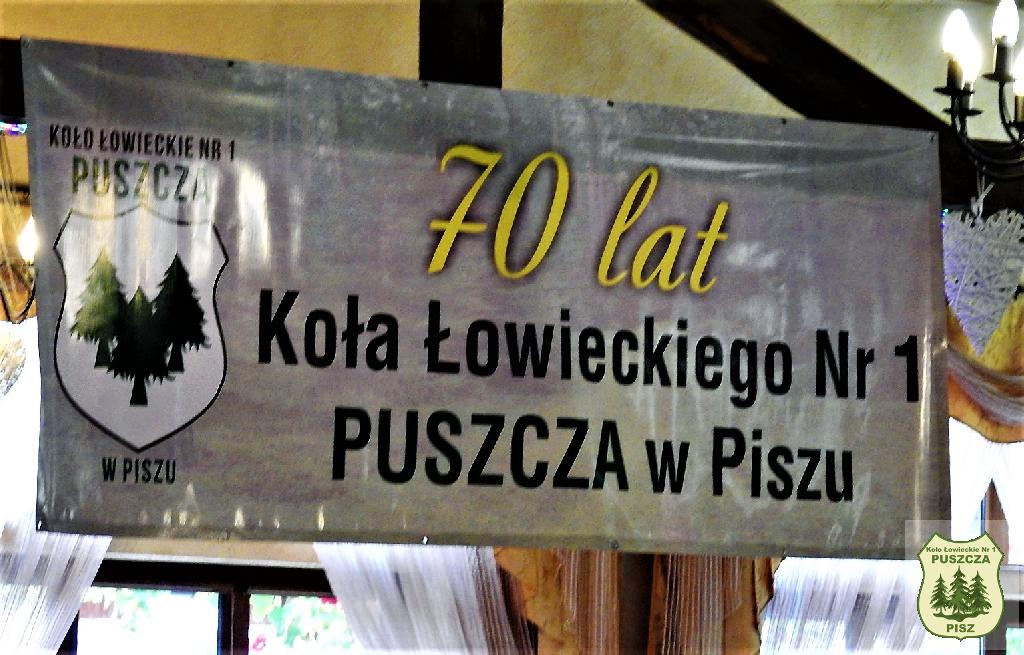 KOŁO ŁOWIECKIE NR 1
PUSZCZA
W PISZU
70 lat
Koła Łowieckiego Nr 1
PUSZCZA w Piszu
Koło Łowieckie Nr 1
PUSZCZA
PISZ